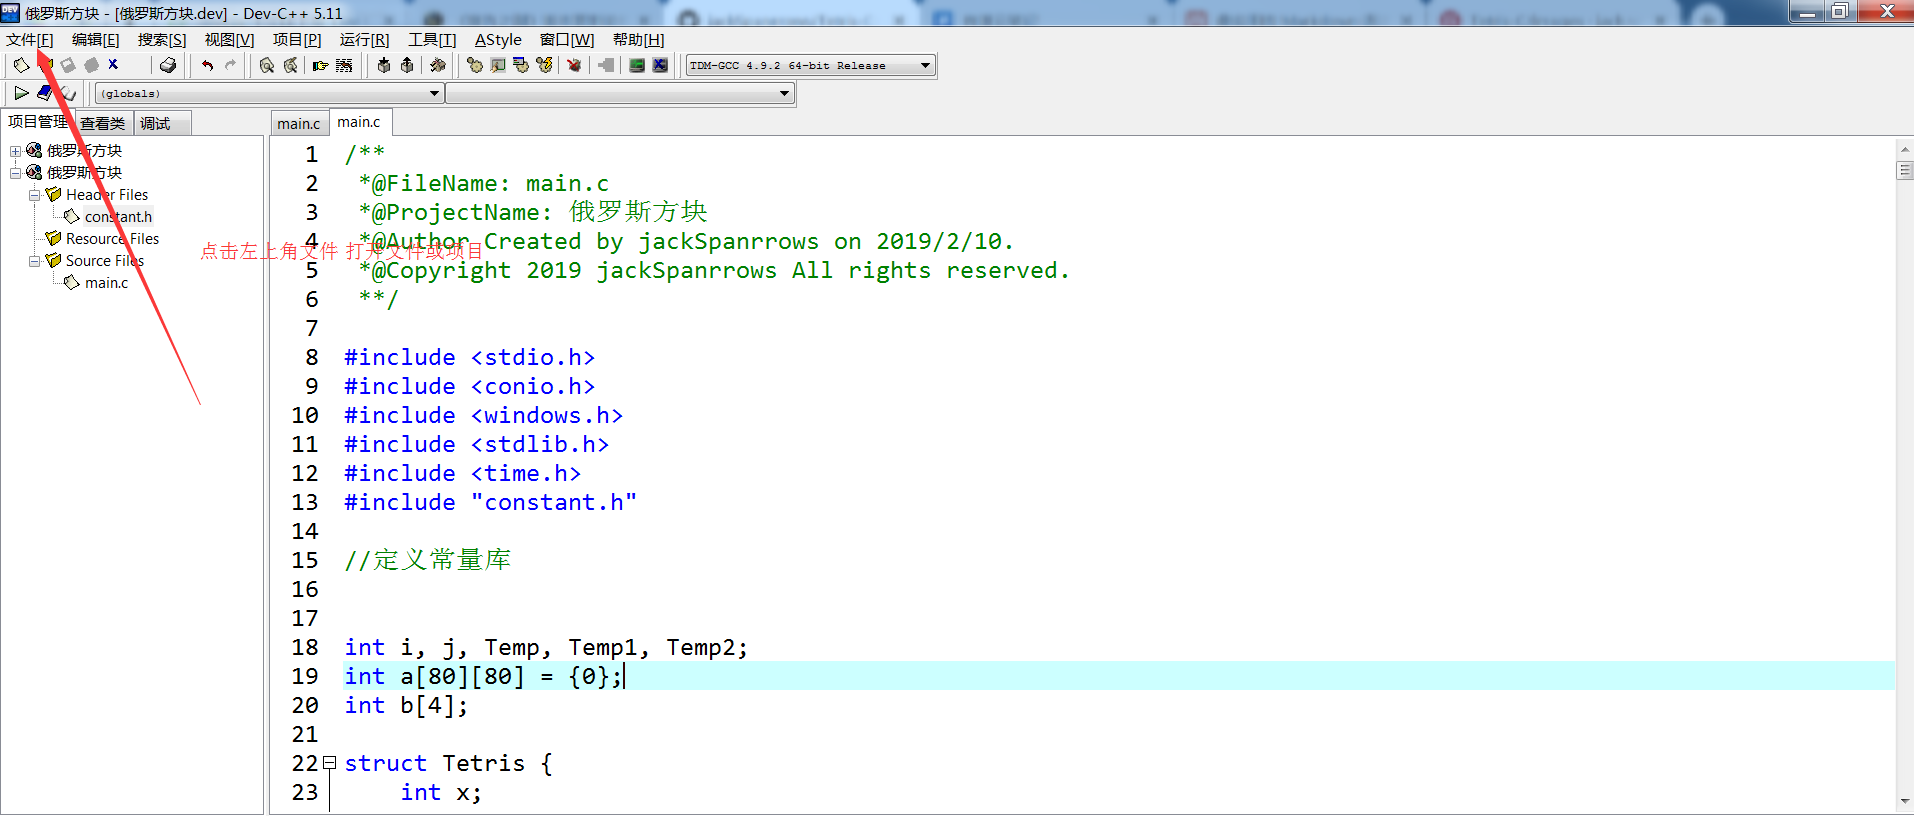 俄罗斯方块 - [俄罗斯方块.dev] - Dev-C++ 5.11
文件[F] 编辑[E] 搜索[S] 视图[V] 项目[P] 运行[R] 工具[T] AStyle 窗口[W] 帮助[H]
TDM-GCC 4.9.2 64-bit Release
(globals)
项目管理 查看类 调试
main.c main.c
俄罗斯方块
俄罗斯方块
Header Files
constant.h
Resource Files
Source Files
main.c
点击左上角文件 打开文件或项目
1 /**
2 *@FileName: main.c
3 *@ProjectName: 俄罗斯方块
4 *@Author Created by jackSpanrrows on 2019/2/10.
5 *@Copyright 2019 jackSpanrrows All rights reserved.
6 **/
7
8 #include <stdio.h>
9 #include <conio.h>
10 #include <windows.h>
11 #include <stdlib.h>
12 #include <time.h>
13 #include "constant.h"
14
15 //定义常量库
16
17
18 int i, j, Temp, Temp1, Temp2;
19 int a[80][80] = {0};
20 int b[4];
21
22 struct Tetris {
23 int x;